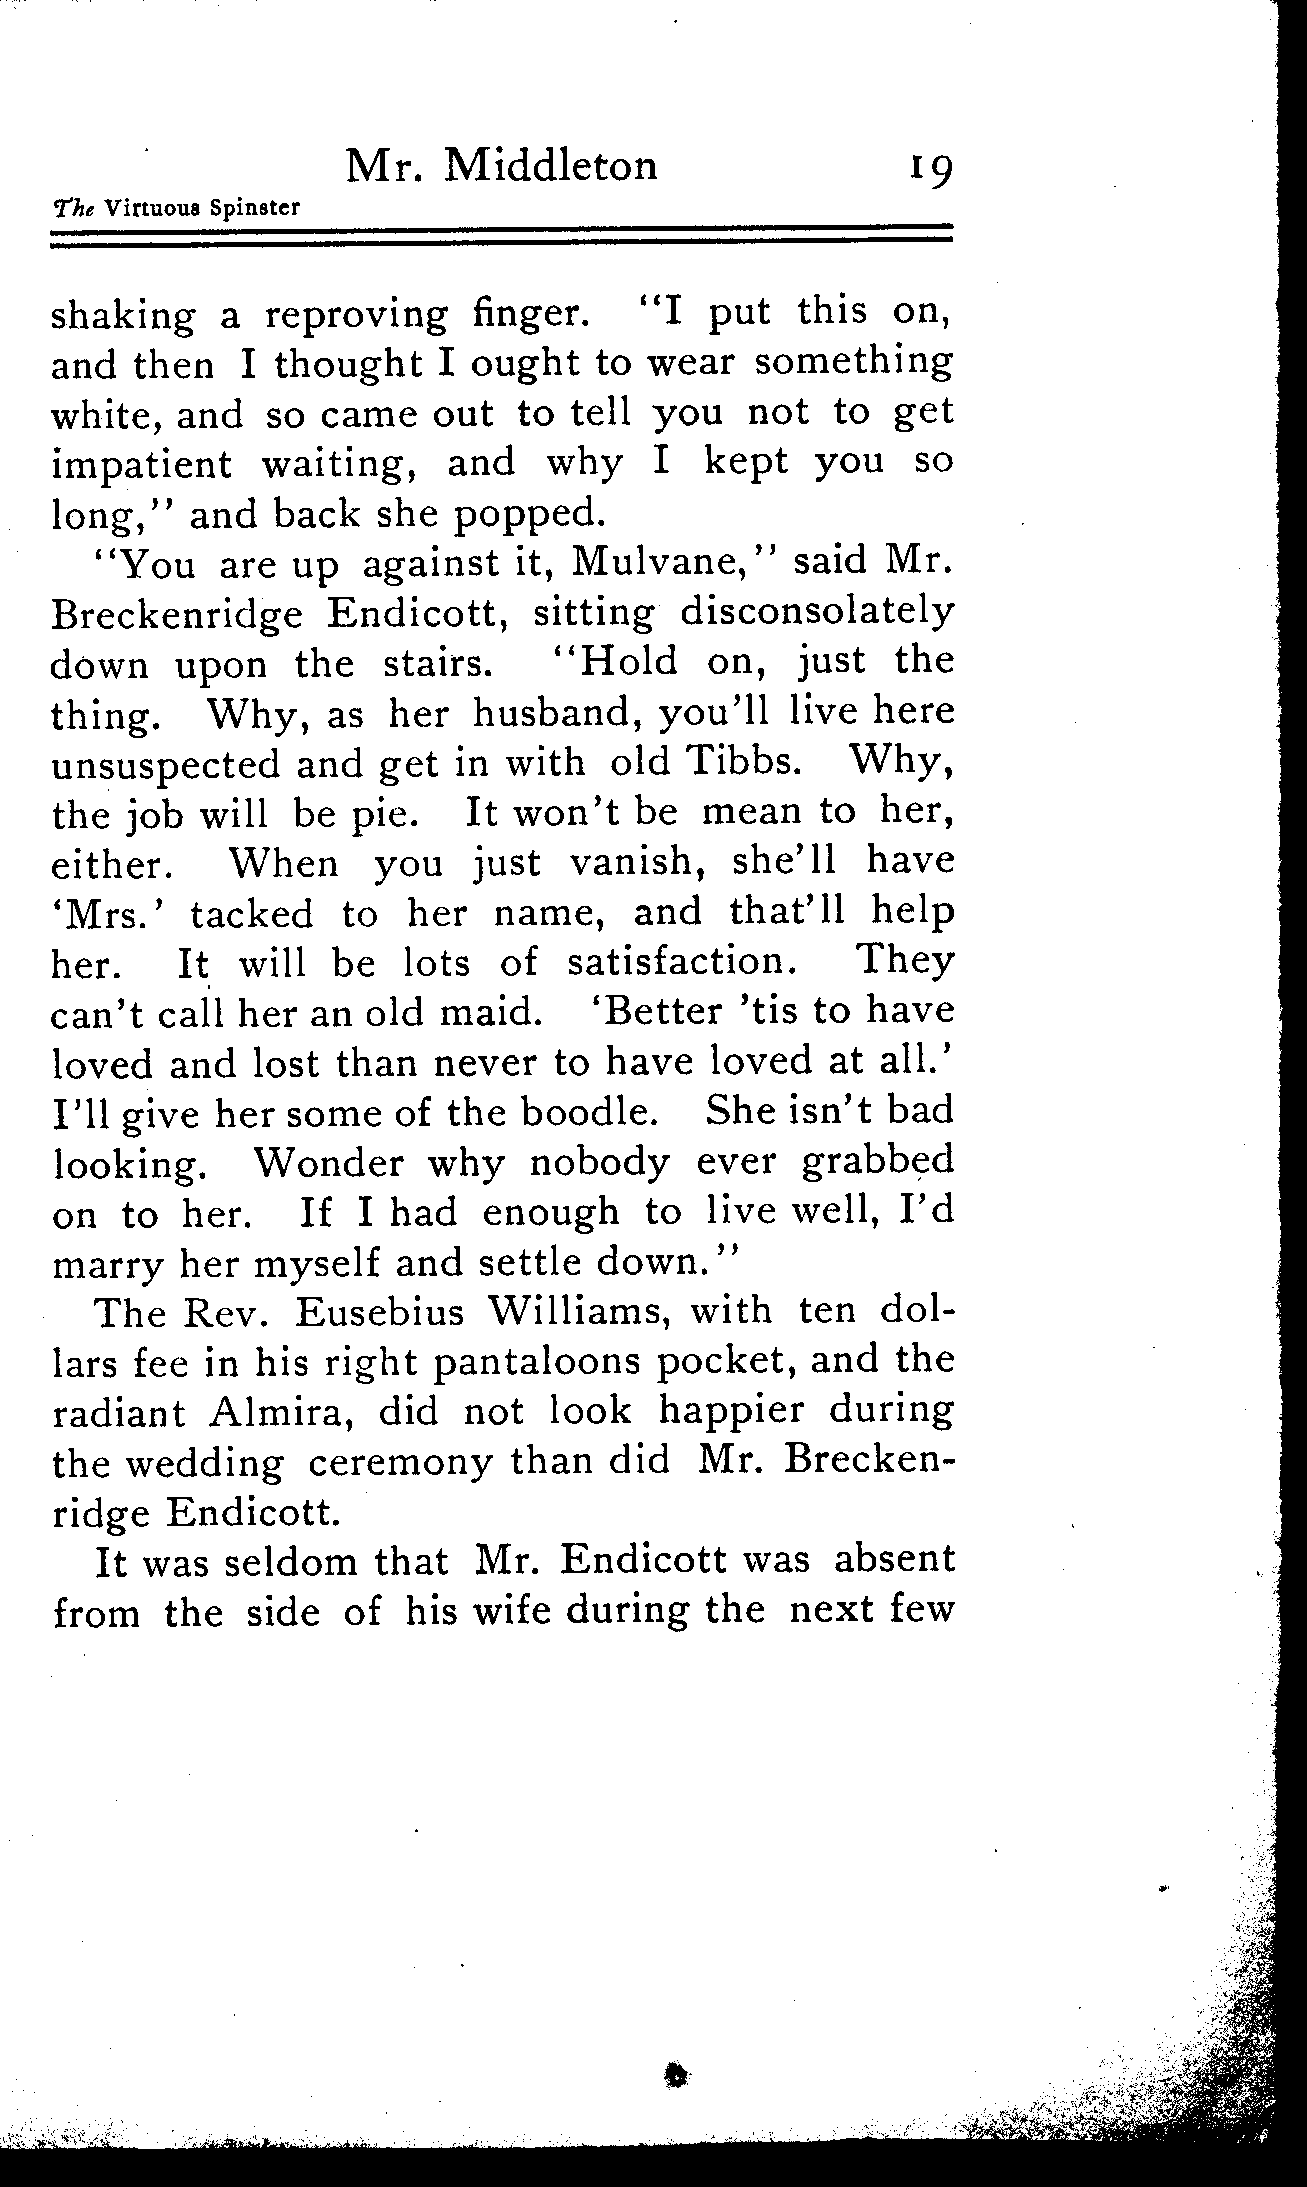 Mr. Middleton 19
The Virtuous Spinster
shaking a reproving finger. "I put this on,
and then I thought I ought to wear something
white, and so came out to tell you not to get
impatient waiting, and why I kept you so
long," and back she popped.
"You are up against it, Mulvane," said Mr.
Breckenridge Endicott, sitting disconsolately
down upon the stairs. "Hold on, just the
thing. Why, as her husband, you'll live here
unsuspected and get in with old Tibbs. Why,
the job will be pie. It won't be mean to her,
either. When you just vanish, she'll have
'Mrs.' tacked to her name, and that'll help
her. It will be lots of satisfaction. They
can't call her an old maid. 'Better 'tis to have
loved and lost than never to have loved at all.'
I'll give her some of the boodle. She isn't bad
looking. Wonder why nobody ever grabbed
on to her. If I had enough to live well, I'd
marry her myself and settle down."
The Rev. Eusebius Williams, with ten dol-
lars fee in his right pantaloons pocket, and the
radiant Almira, did not look happier during
the wedding ceremony than did Mr. Brecken-
ridge Endicott.
It was seldom that Mr. Endicott was absent
from the side of his wife during the next few